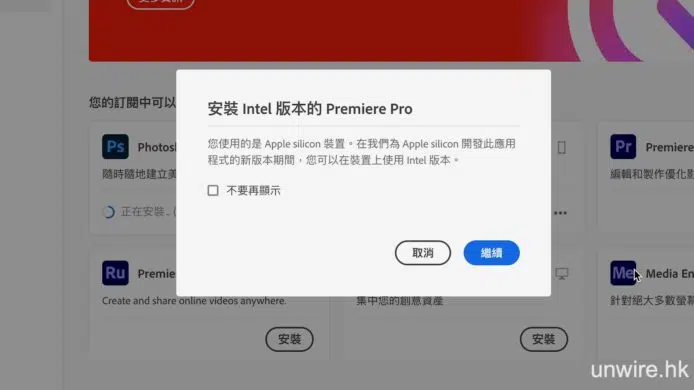 安裝 Intel 版本的 Premiere Pro
您使用的是 Apple silicon 裝置。在我們為 Apple silicon 開發此應用
程式的新版本期間，您可以在裝置上使用 Intel 版本。
不要再顯示
取消
繼續
您的訂閱中可以
Ps
Photosh
隨時隨地建立美
正在安裝..
Pr
Premiere
編輯和製作優化影
Ru
Premie
Create and share online videos anywhere.
安裝
集中您的創意資產
安裝
Me
Media En
針對絕大多數螢幕
unwire.hk